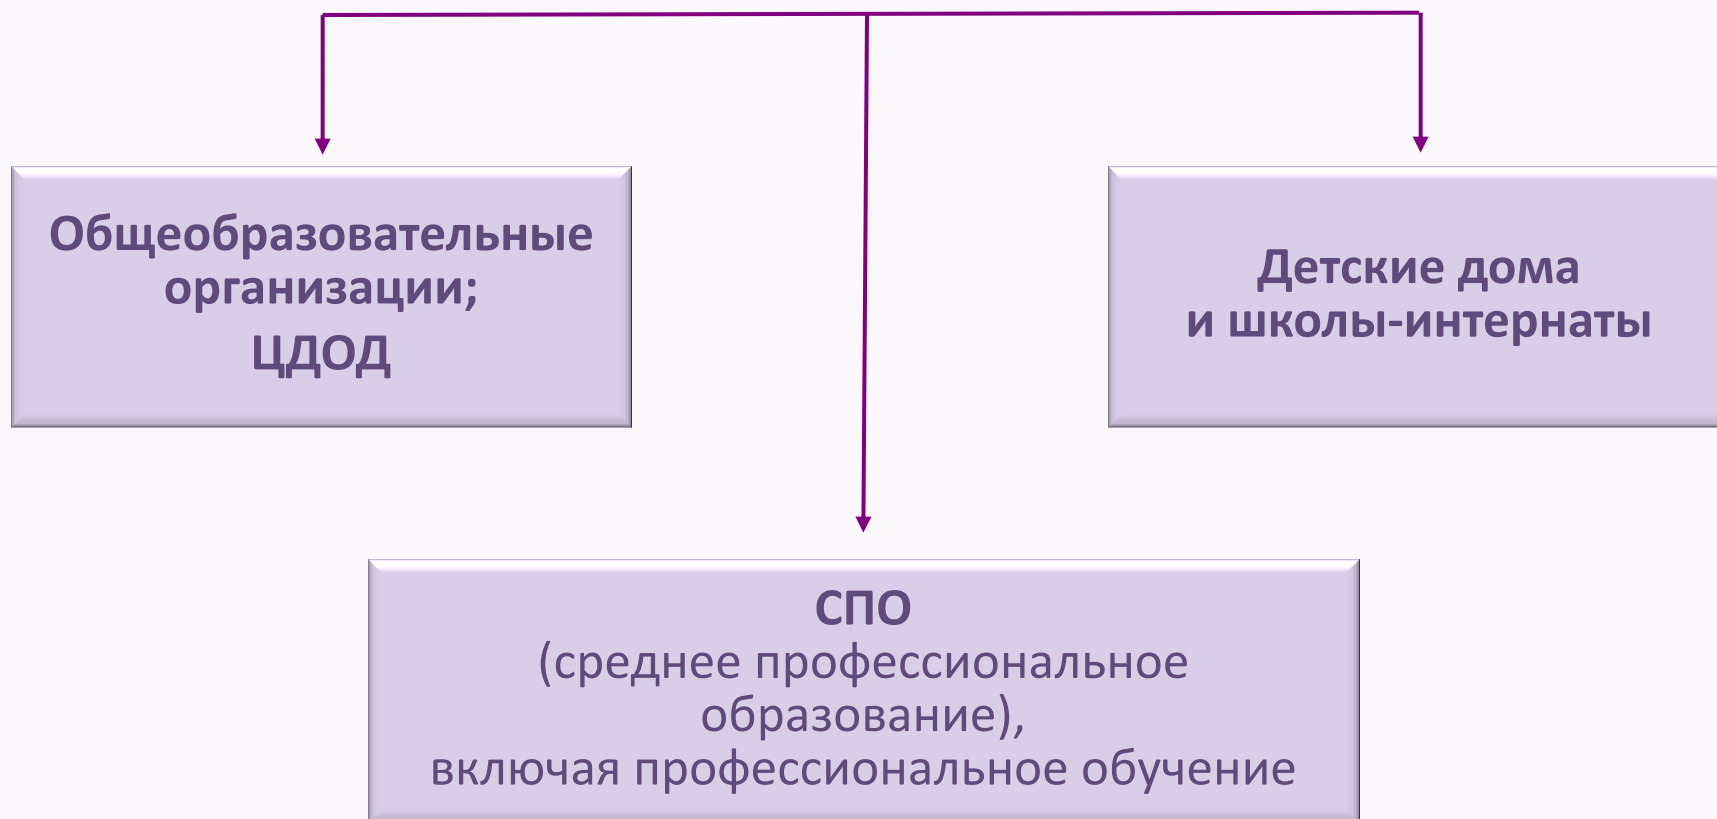 Общеобразовательные
организации;
ЦДОД
Детские дома
и школы-интернаты
СПО
(среднее профессиональное
образование),
включая профессиональное обучение